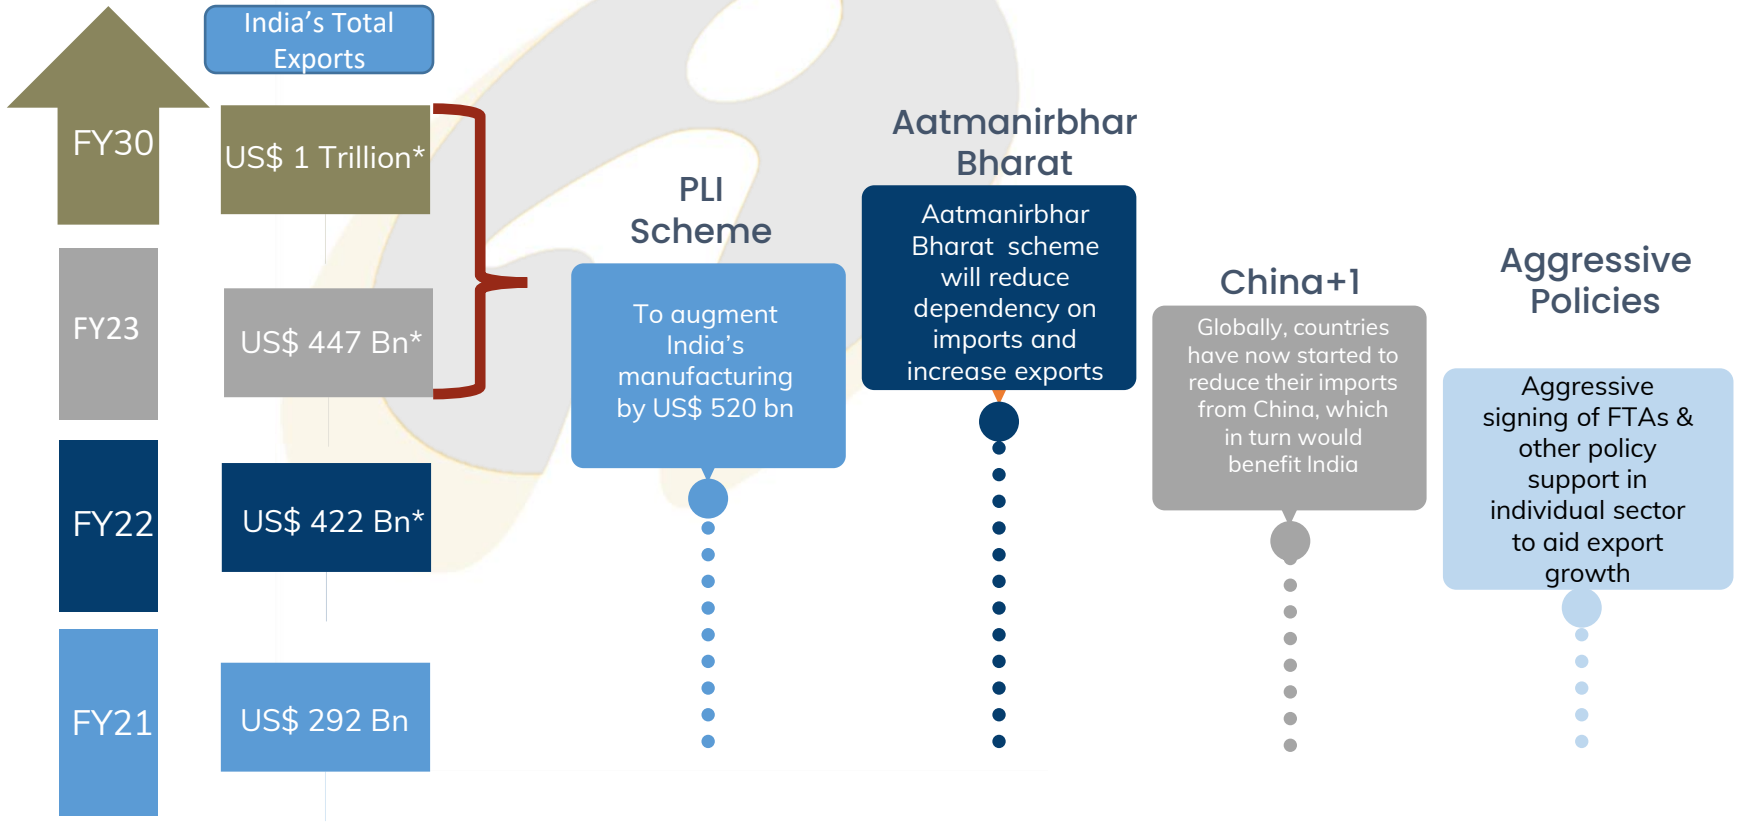 India's Total
Exports
FY30
US$ 1 Trillion*
FY23
US$ 447 Bn*
FY22
US$ 422 Bn*
FY21
US$ 292 Bn
PLI
Scheme
To augment
India's
manufacturing
by US$ 520 bn
Aatmanirbhar
Bharat
Aatmanirbhar
Bharat scheme
will reduce
dependency on
imports and
increase exports
China+1
Globally, countries
have now started to
reduce their imports
from China, which
in turn would
benefit India
Aggressive
Policies
Aggressive
signing of FTAs &
other policy
support in
individual sector
to aid export
growth